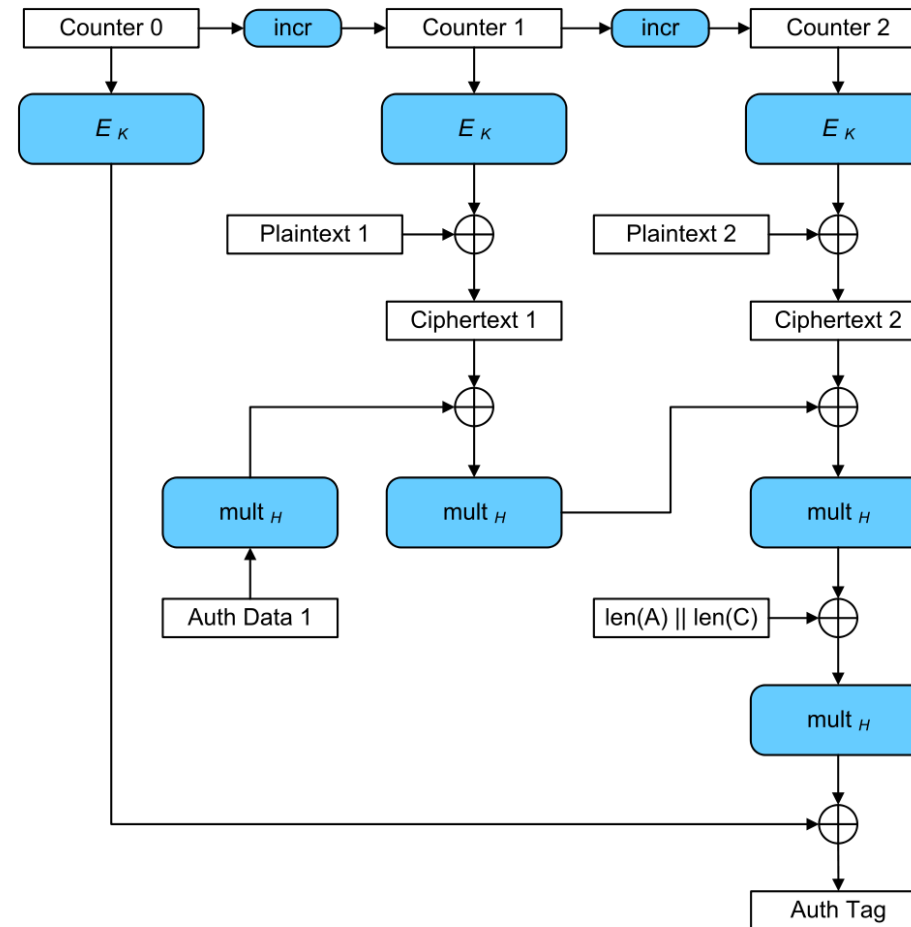 Counter 0
incr
Counter 1
incr
Counter 2
E K
E K
E K
Plaintext 1
Plaintext 2
Ciphertext 1
Ciphertext 2
mult H
mult H
mult H
Auth Data 1
len(A) || len(C)
mult H
Auth Tag